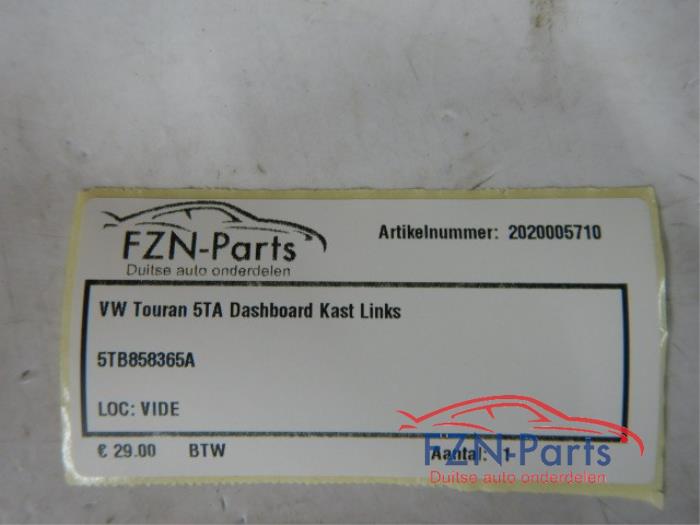 FZN-Parts
Duitse auto onderdelen
Artikelnummer: 2020005710
VW Touran 5TA Dashboard Kast Links
5TB858365A
LOC: VIDE
€ 29.00 BTW Aantal: 1
FZN-Parts
Duitse auto onderdelen